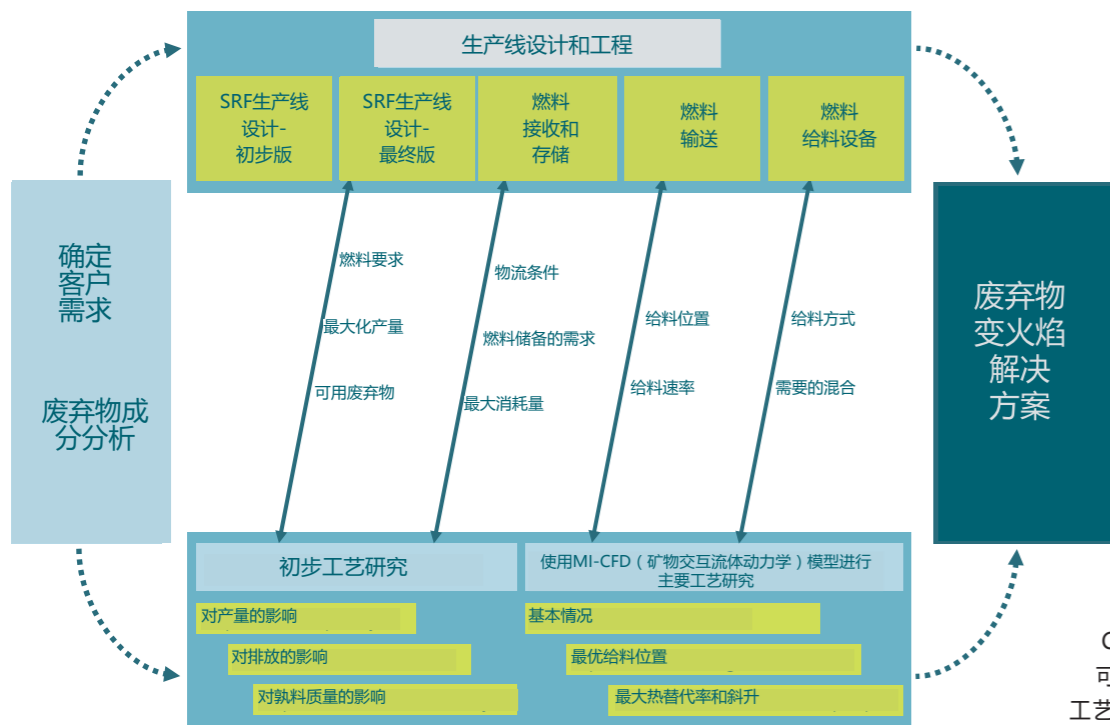 生产线设计和工程
SRF生产线
设计-
初步版
SRF生产线
设计-
最终版
燃料
接收和
存储
燃料
输送
燃料
给料设备
确定
客户
需求
废弃物成
分分析
燃料要求
最大化产量
可用废弃物
物流条件
燃料储备的需求
最大消耗量
给料位置
给料速率
给料方式
需要的混合
废弃物
变火焰
解决
方案
初步工艺研究
对产量的影响
对排放的影响
对孰料质量的影响
使用MI-CFD（矿物交互流体动力学）模型进行
主要工艺研究
基本情况
最优给料位置
最大热替代率和斜升
可
工艺